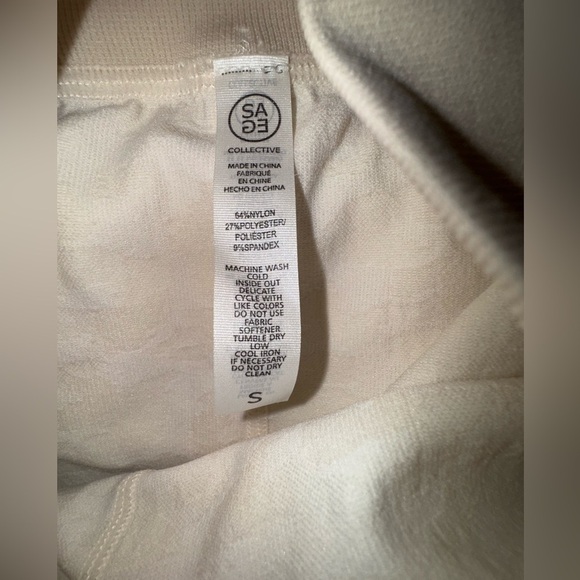 SA
GE
COLLECTIVE
MADE IN CHINA
FABRIQUÉ
EN CHINE
HECHO EN CHINA
64%NYLON
27%POLYESTER/
POLIÉSTER
9%SPANDEX
MACHINE WASH
COLD
INSIDE OUT
DELICATE
CYCLE WITH
LIKE COLORS
DO NOT USE
FABRIC
SOFTENER
TUMBLE DRY
LOW
COOL IRON
IF NECESSARY
DO NOT DRY
CLEAN
S